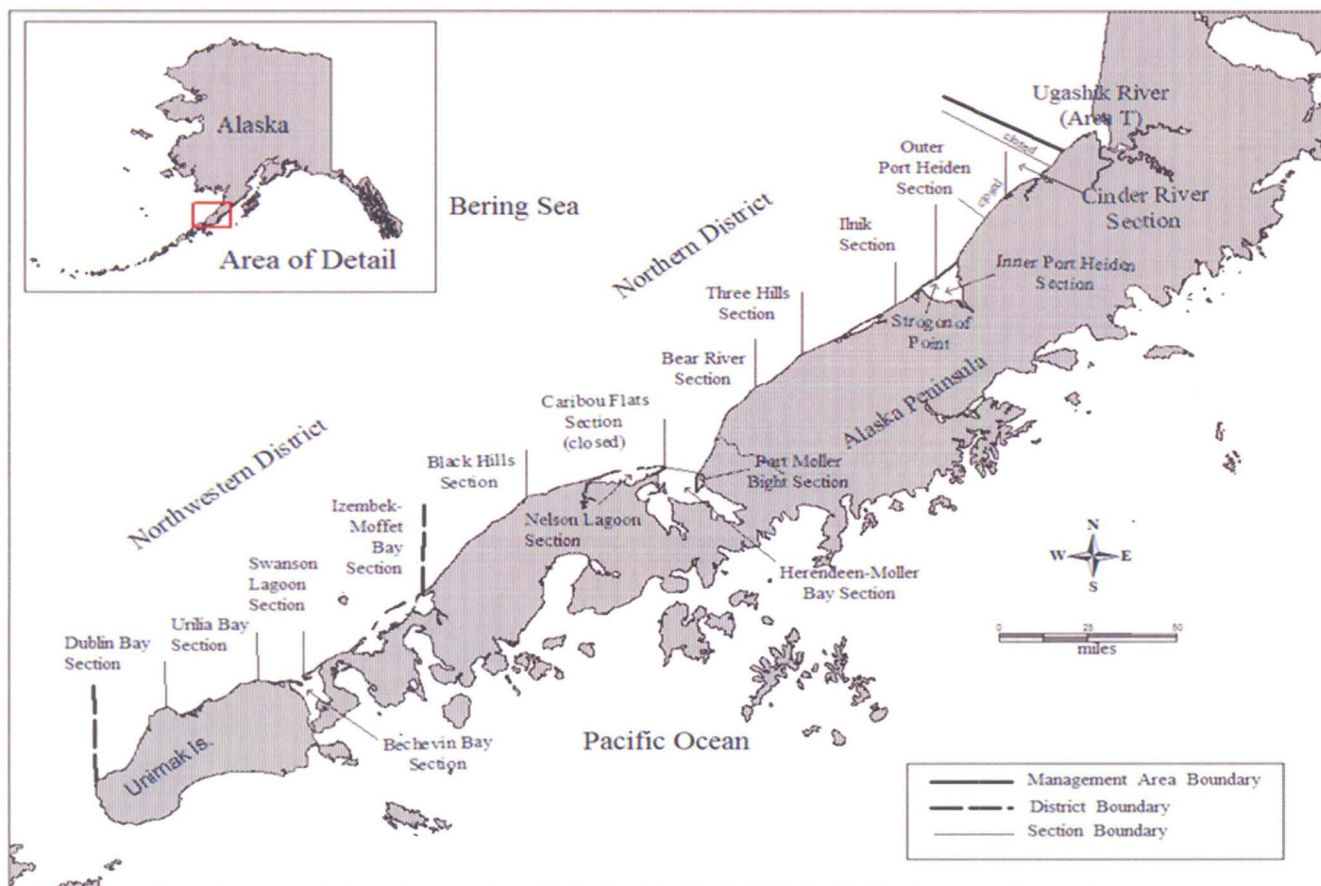 Alaska
Area of Detail
Bering Sea
Ugashik River
(Area T)
closed
Outer
Port Heiden
Section
closed
Cinder River
Section
Northern District
Ilnik
Section
Inner Port Heiden
Section
Three Hills
Section
Strogonof
Point
Bear River
Section
Alaska Peninsula
Caribou Flats
Section
(closed)
Northwestern District
Black Hills
Section
Port Moller
Bight Section
Izembek-
Moffet
Bay
Section
Nelson Lagoon
Section
N
W E
S
Swanson
Lagoon
Section
Herendeen-Moller
Bay Section
Urilia Bay
Section
Dublin Bay
Section
0 25 50
miles
Bechevin Bay
Section
Pacific Ocean
Unimak Is.
Management Area Boundary
District Boundary
Section Boundary